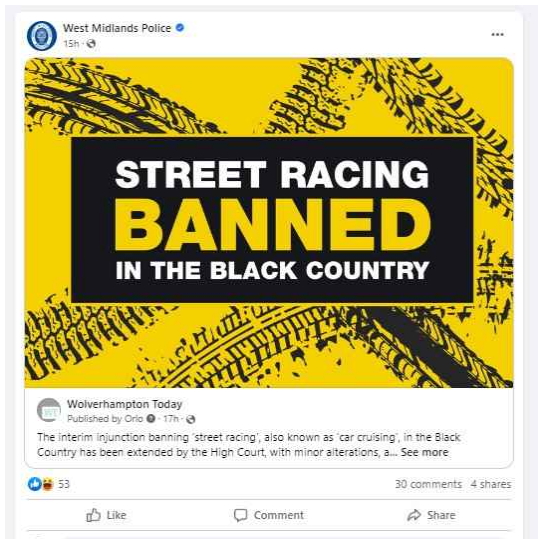 West Midlands Police
15h
STREET RACING
BANNED
IN THE BLACK COUNTRY
Wolverhampton Today
Published by Orlo · 17h
The interim injunction banning 'street racing', also known as 'car cruising', in the Black
Country has been extended by the High Court, with minor alterations, a... See more
53
30 comments 4 shares
Like
Comment
Share